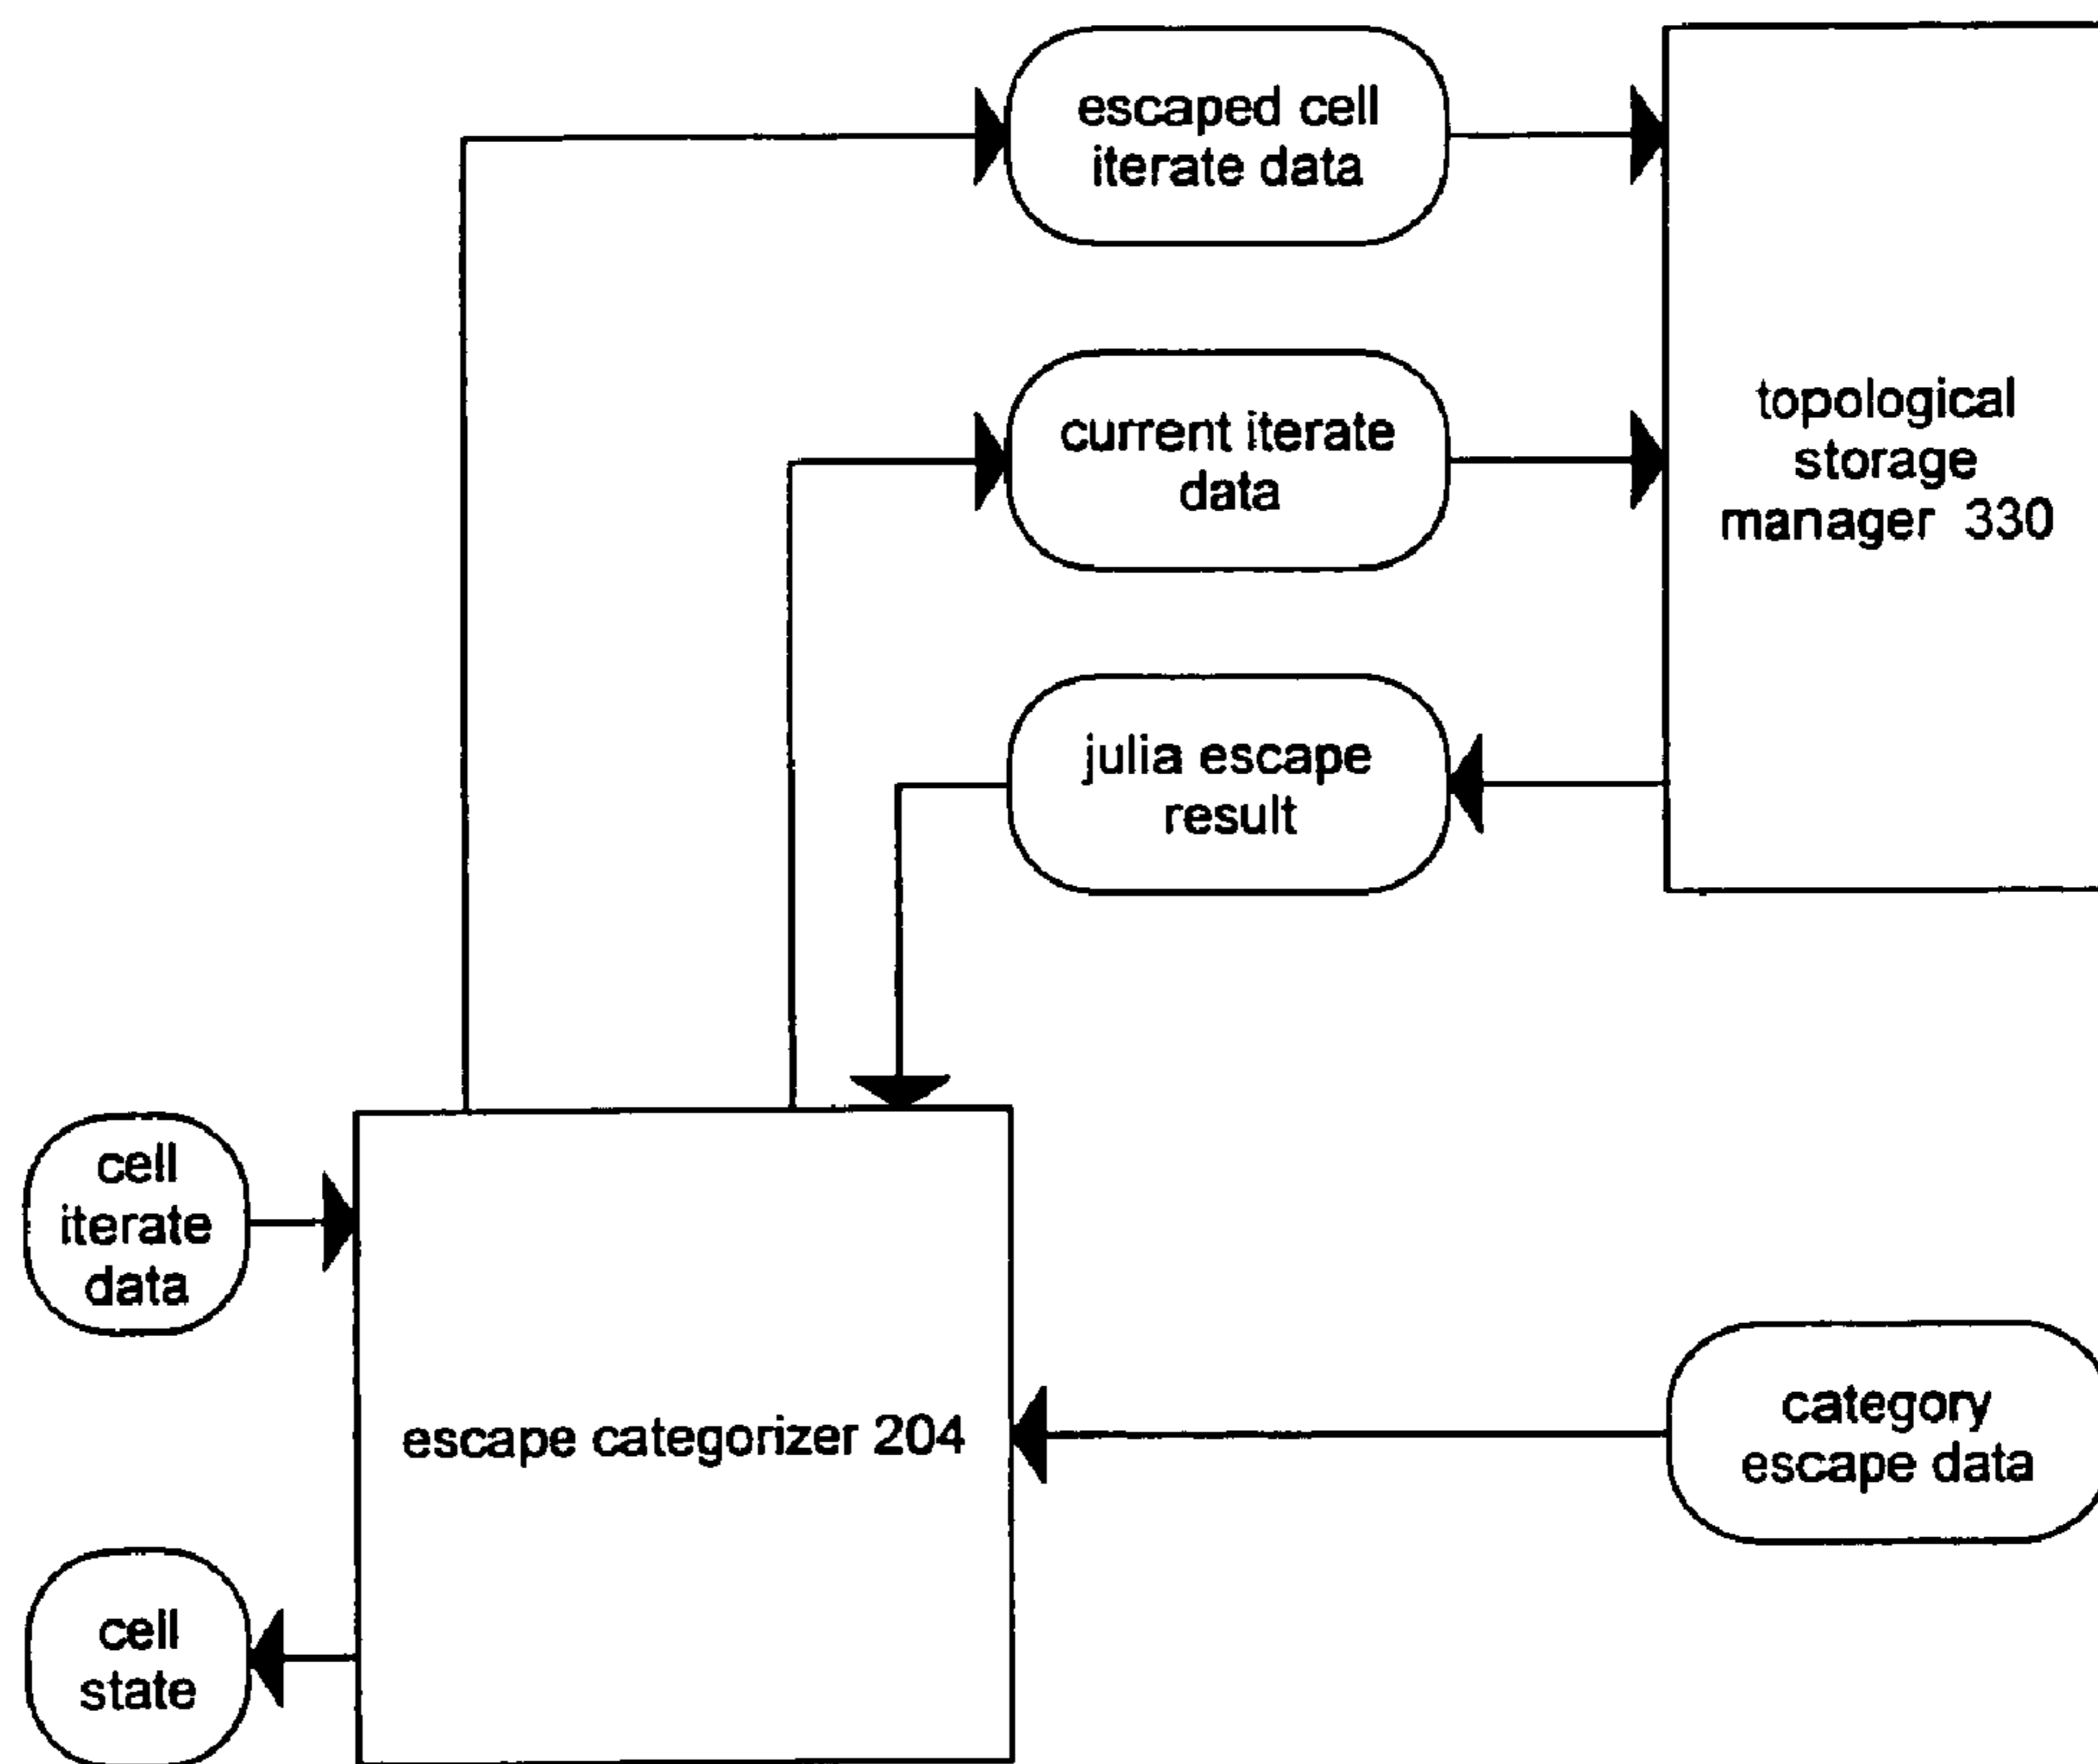 escaped cell
iterate data
current iterate
data
topological
storage
manager 330
julia escape
result
cell
iterate
data
escape categorizer 204
category
escape data
cell
state